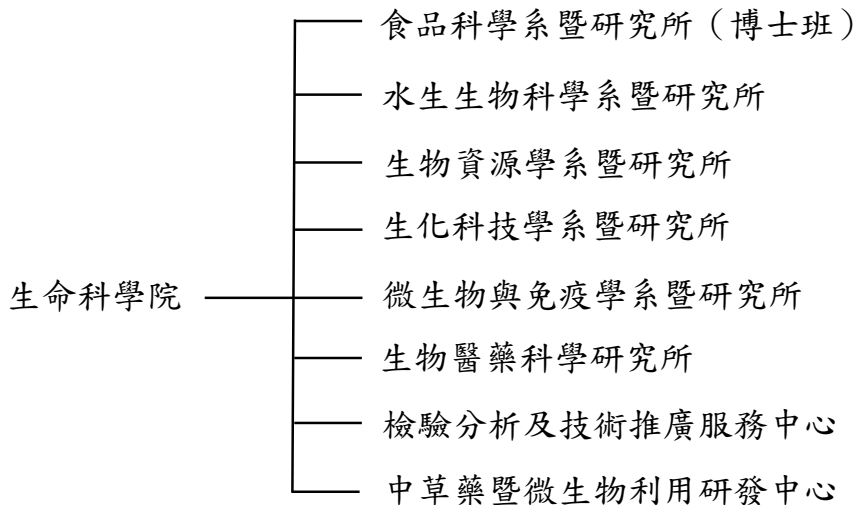 食品科學系暨研究所（博士班）
水生生物科學系暨研究所
生物資源學系暨研究所
生化科技學系暨研究所
生命科學院
微生物與免疫學系暨研究所
生物醫藥科學研究所
檢驗分析及技術推廣服務中心
中草藥暨微生物利用研發中心